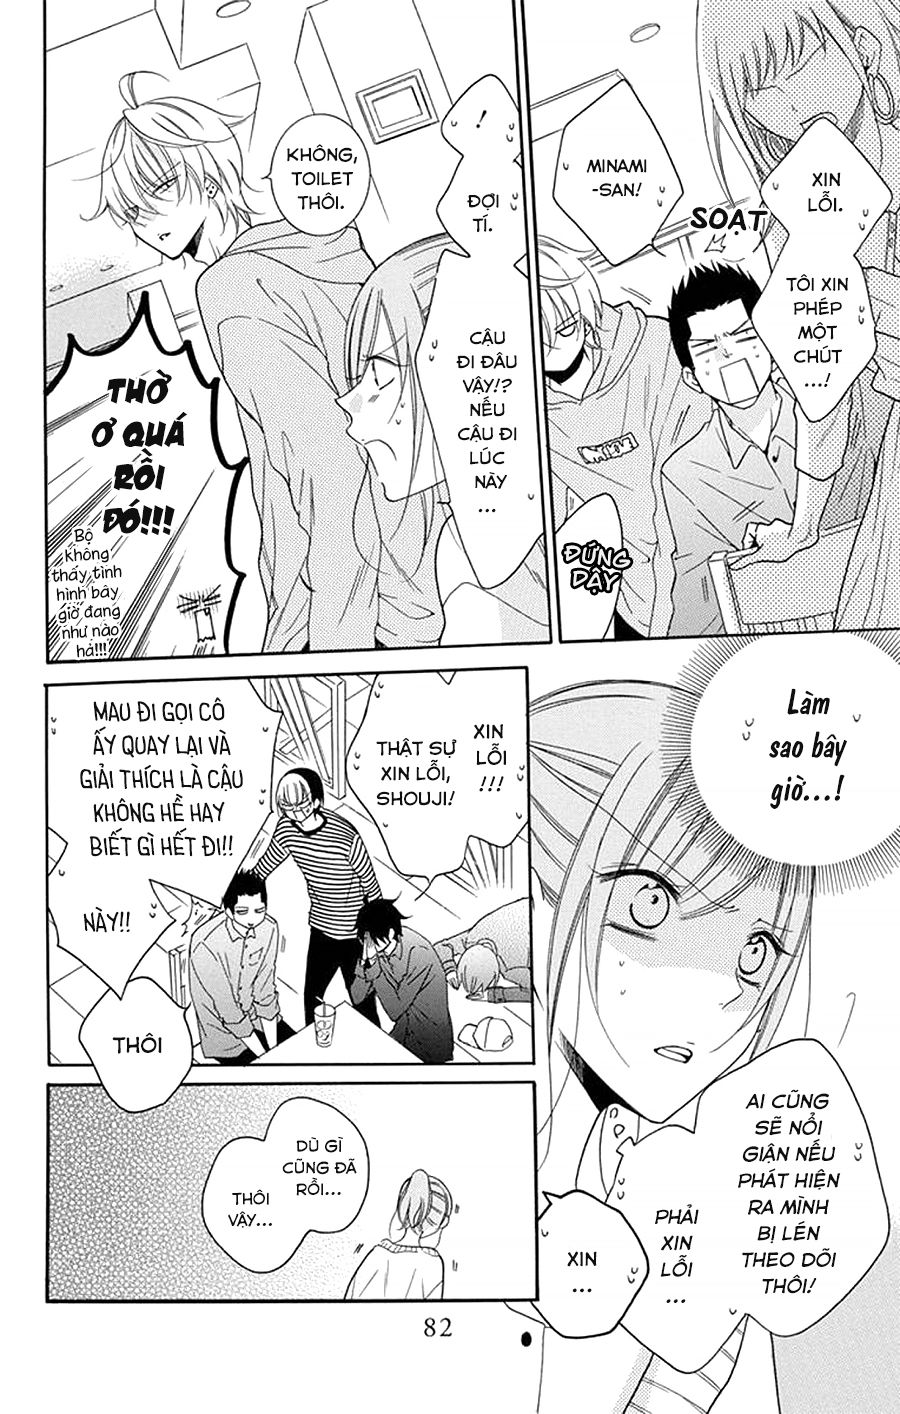 XIN
LỖI.
TÔI XIN
PHÉP
MỘT
CHÚT
...!
MINAMI
-SAN!
SOẠT
ĐỨNG
DẬY
!
ĐỢI
TÍ.
CẬU
ĐI ĐÂU
VẬY!?
NẾU
CẬU ĐI
LÚC
NÀY
...
KHÔNG,
TOILET
THÔI.
THỜ
Ơ QUÁ
RỒI
ĐÓ!!!
Bộ
không
thấy tình
hình bây
giờ đang
như nào
hả!!!
Làm
sao bây
giờ...!
AI CŨNG
SẼ NỔI
GIẬN NẾU
PHÁT HIỆN
RA MÌNH
BỊ LÉN
THEO DÕI
THÔI!
PHẢI
XIN
LỖI
...
XIN
...
XIN
LỖI
!!!
THẬT SỰ
XIN LỖI,
SHOUJI!
MAU ĐI GỌI CÔ
ẤY QUAY LẠI VÀ
GIẢI THÍCH LÀ CẬU
KHÔNG HỀ HAY
BIẾT GÌ HẾT ĐI!!
NÀY!!
THÔI
DÙ GÌ
CŨNG ĐÃ
RỒI...
THÔI
VẬY...
82